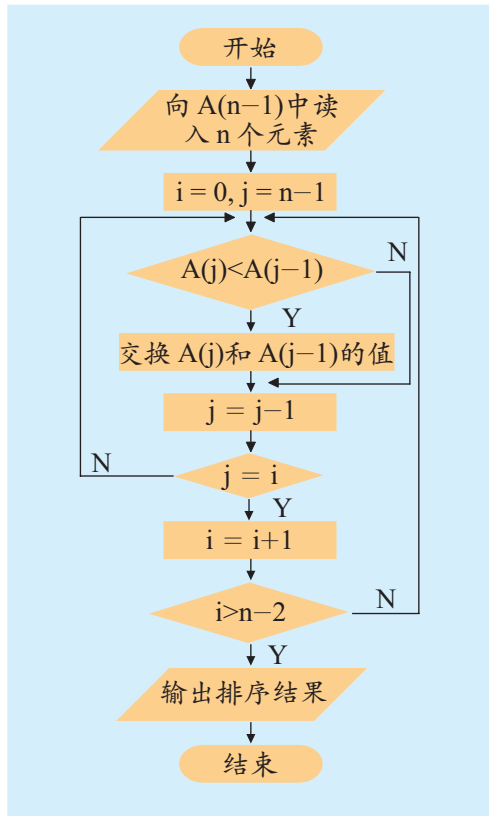 开始
向 A(n−1)中读
入 n 个元素
i = 0, j = n−1
A(j)<A(j−1)
N
Y
交换 A(j)和 A(j−1)的值
j = j−1
N
j = i
Y
i = i+1
i>n−2
N
Y
输出排序结果
结束